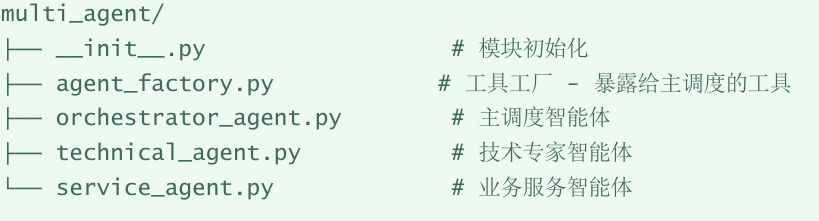 multi_agent/
├── __init__.py                  # 模块初始化
├── agent_factory.py            # 工具工厂 - 暴露给主调度的工具
├── orchestrator_agent.py        # 主调度智能体
├── technical_agent.py           # 技术专家智能体
└── service_agent.py             # 业务服务智能体